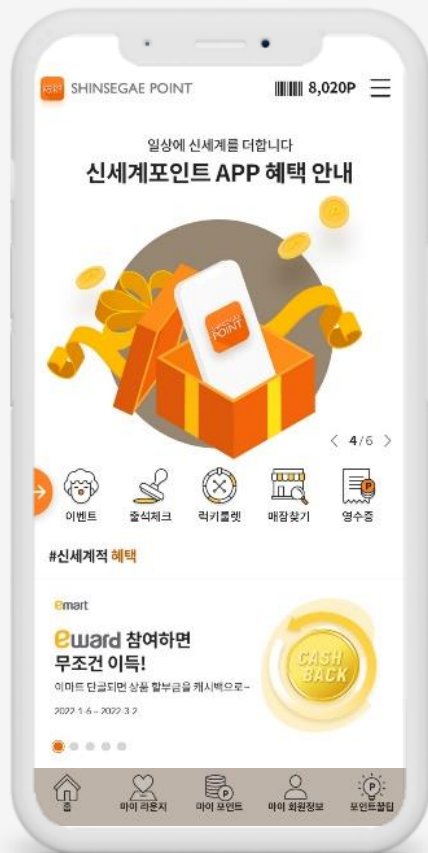 SHINSEGAE POINT
8,020P
일상에 신세계를 더합니다
신세계포인트 APP 혜택 안내
SHINSEGAE
POINT
< 4/6 >
이벤트
출석체크
럭키룰렛
매장찾기
영수증
#신세계적 혜택
emart
eward 참여하면
무조건 이득!
이마트 단골되면 상품 할부금을 캐시백으로~
2022-1-6 ~ 2022-3-2
CASH
BACK
홈
마이 라운지
마이 포인트
마이 회원정보
포인트꿀팁